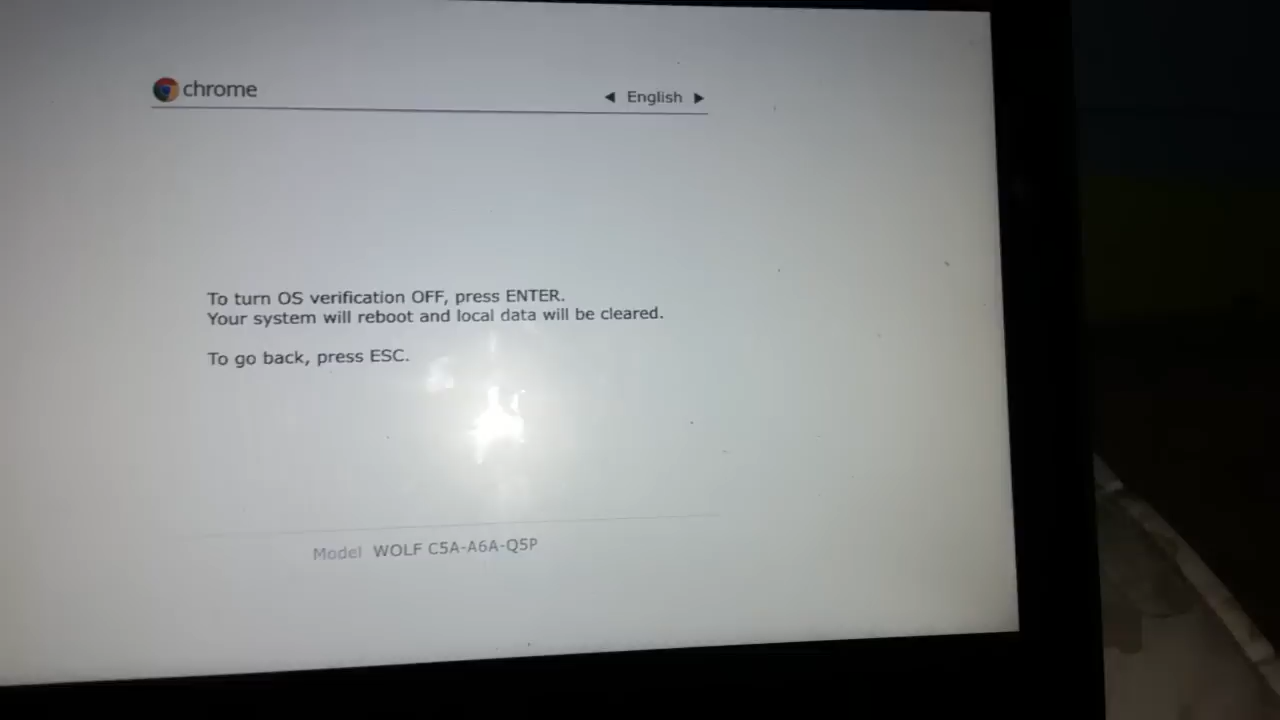 chrome
◀ English ▶
To turn OS verification OFF, press ENTER.
Your system will reboot and local data will be cleared.
To go back, press ESC.
Model WOLF C5A-A6A-Q5P